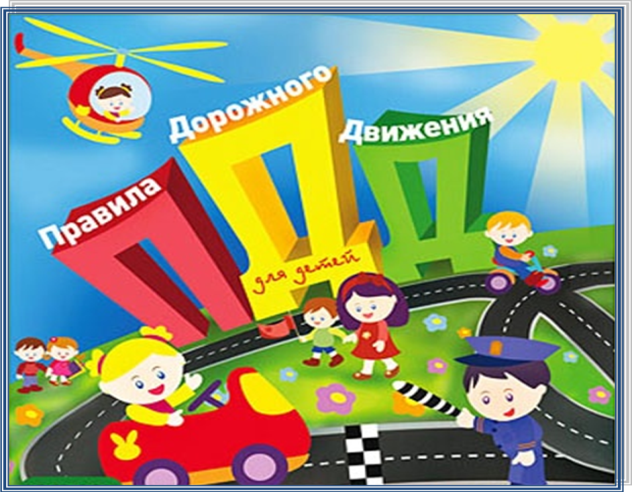 Правила
Дорожного
Движения
ПДД
для детей